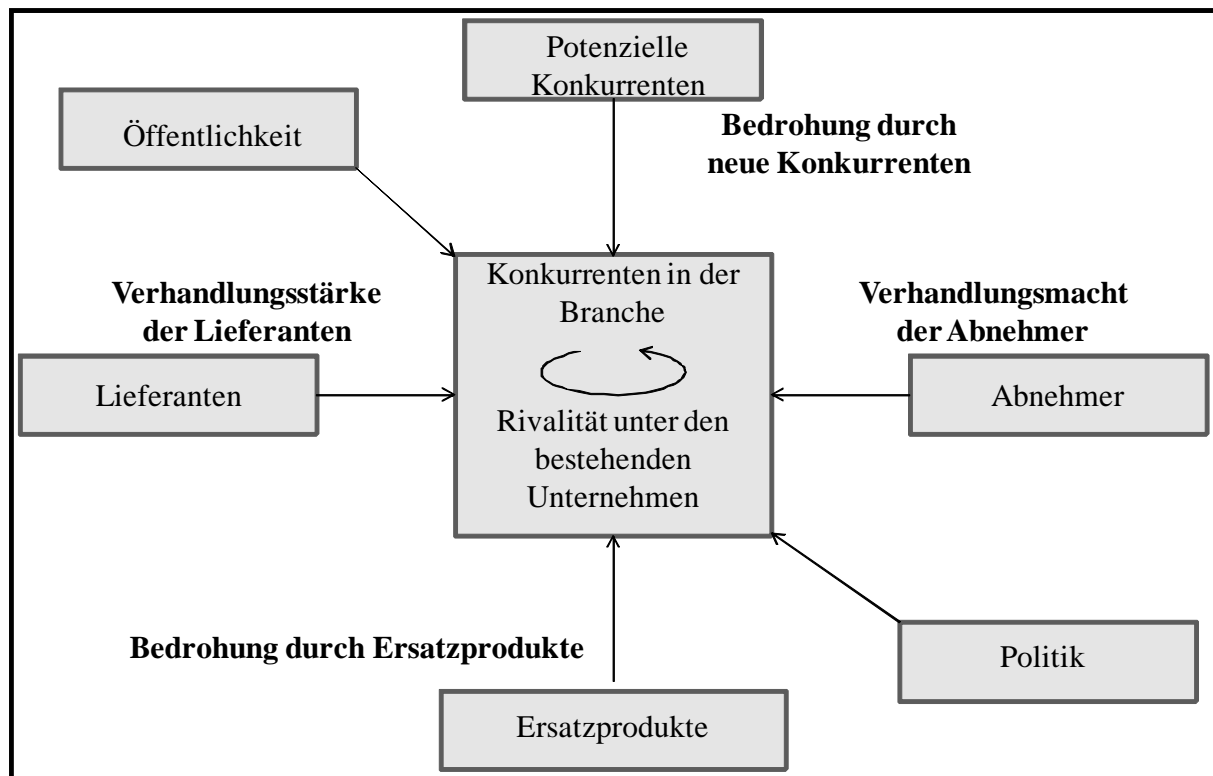 Potenzielle
Konkurrenten
Öffentlichkeit
Bedrohung durch
neue Konkurrenten
Konkurrenten in der
Branche
Rivalität unter den
bestehenden
Unternehmen
Verhandlungsstärke
der Lieferanten
Lieferanten
Verhandlungsmacht
der Abnehmer
Abnehmer
Bedrohung durch Ersatzprodukte
Politik
Ersatzprodukte